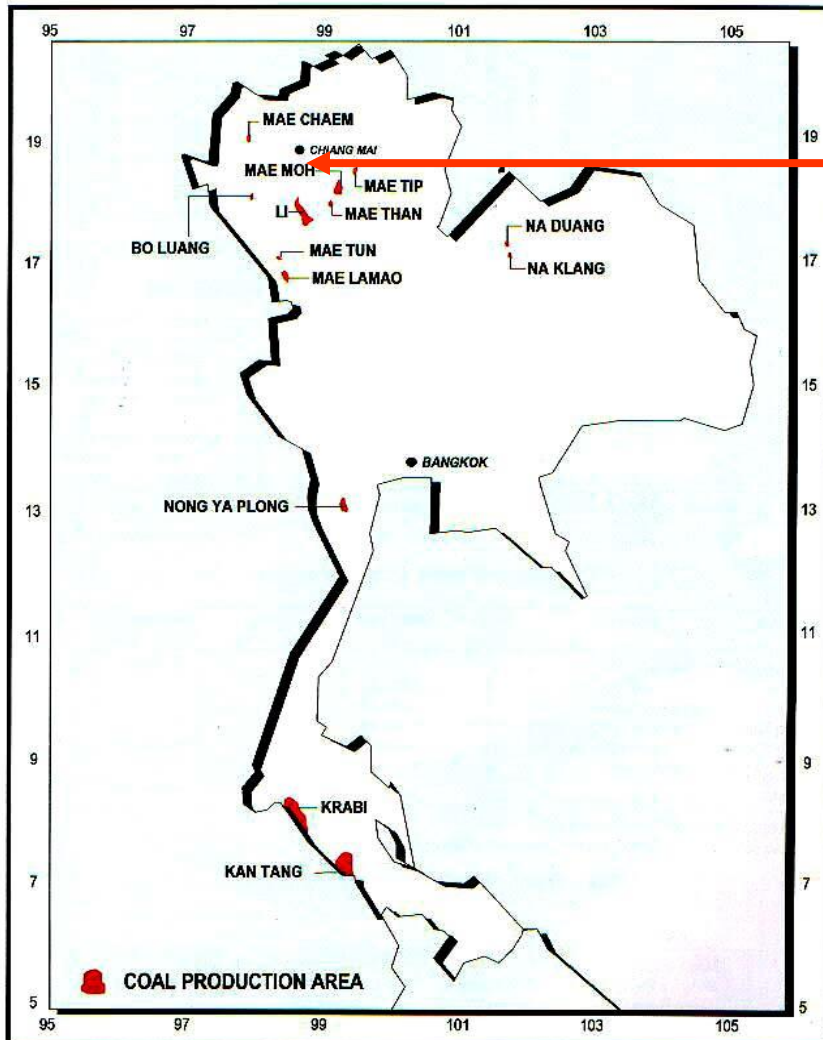 95 97 99 101 103 105
19 19
MAE CHAEM
CHIANG MAI
MAE MOH
MAE TIP
LI
MAE THAN
BO LUANG
NA DUANG
MAE TUN
17 17
NA KLANG
MAE LAMAO
15 15
BANGKOK
NONG YA PLONG
13 13
11 11
9 9
KRABI
KAN TANG
7 7
COAL PRODUCTION AREA
5 5
95 97 99 101 103 105